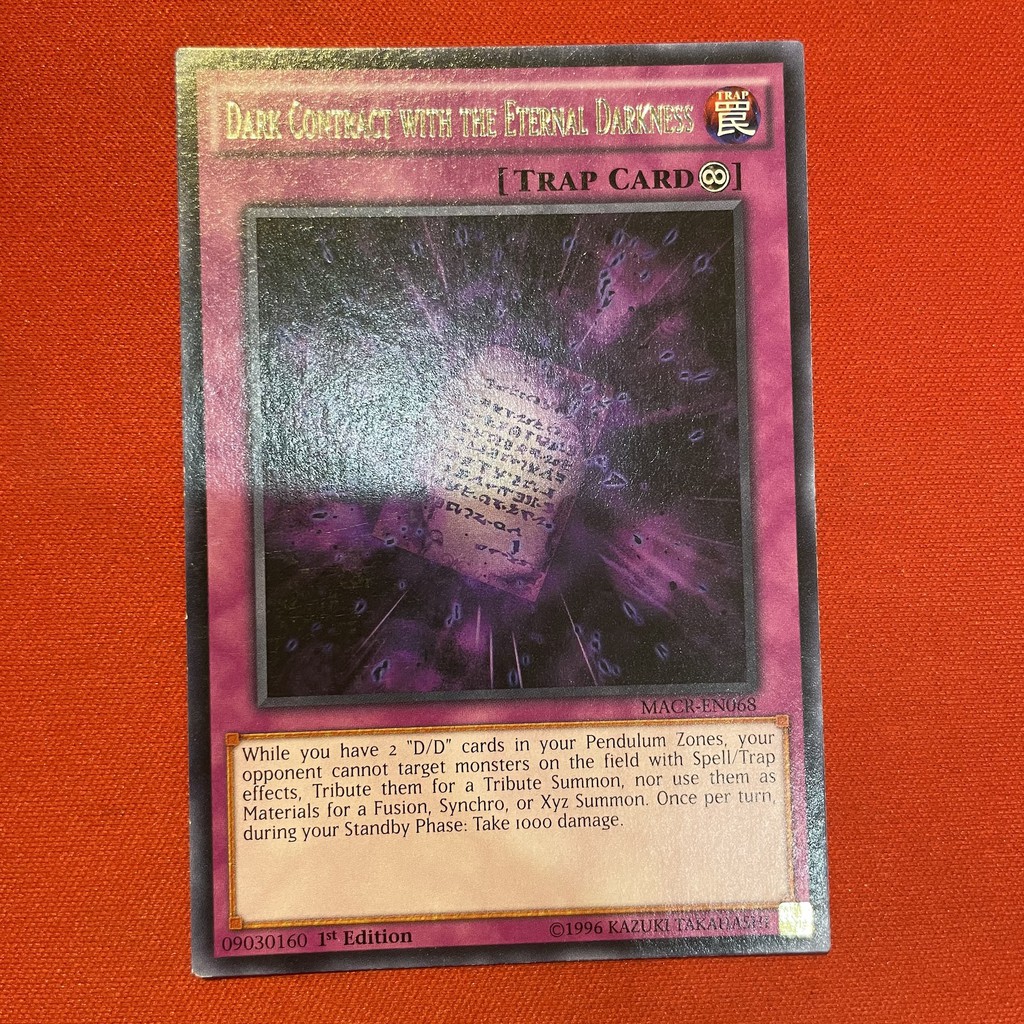 DARK CONTRACT WITH THE ETERNAL DARKNESS
TRAP
罠
[TRAP CARD∞]
MACR-EN068
While you have 2 "D/D" cards in your Pendulum Zones, your
opponent cannot target monsters on the field with Spell/Trap
effects, Tribute them for a Tribute Summon, nor use them as
Materials for a Fusion, Synchro, or Xyz Summon. Once per turn,
during your Standby Phase: Take 1000 damage.
09030160 1st Edition
©1996 KAZUKI TAKAHASHI